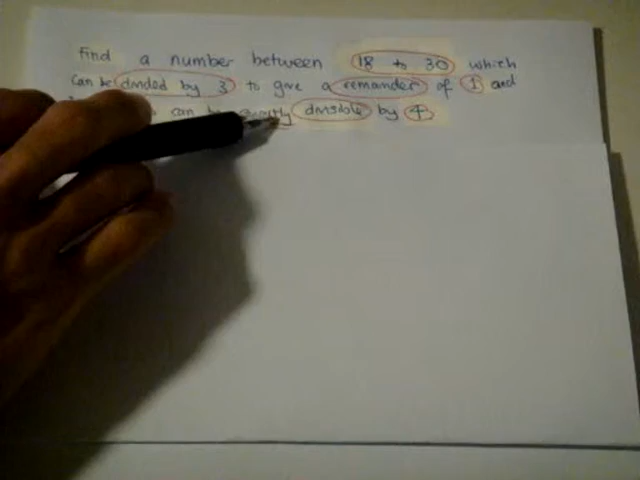 Find a number between 18 to 30 which
Can be divided by 3 to give a remainder of 1 and
can be exactly divisible by 4